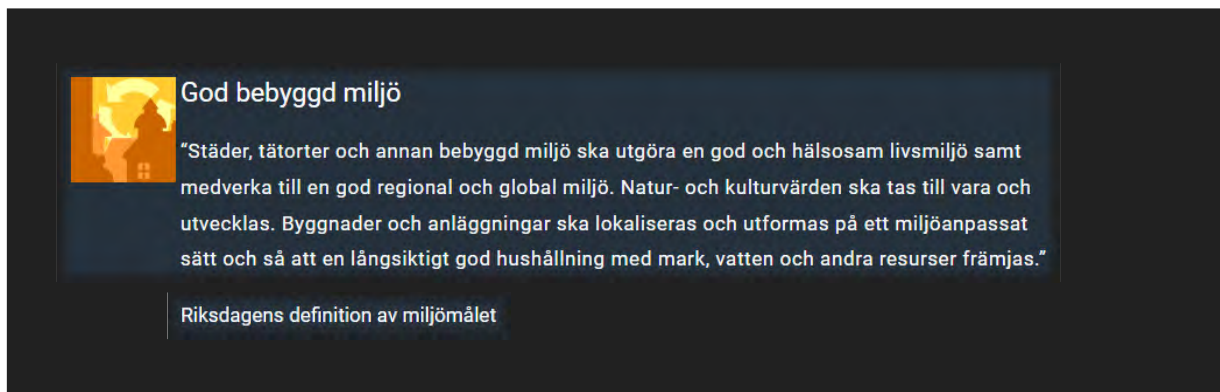 God bebyggd miljö
“Städer, tätorter och annan bebyggd miljö ska utgöra en god och hälsosam livsmiljö samt
medverka till en god regional och global miljö. Natur- och kulturvärden ska tas till vara och
utvecklas. Byggnader och anläggningar ska lokaliseras och utformas på ett miljöanpassat
sätt och så att en långsiktigt god hushållning med mark, vatten och andra resurser främjas.”
Riksdagens definition av miljömålet